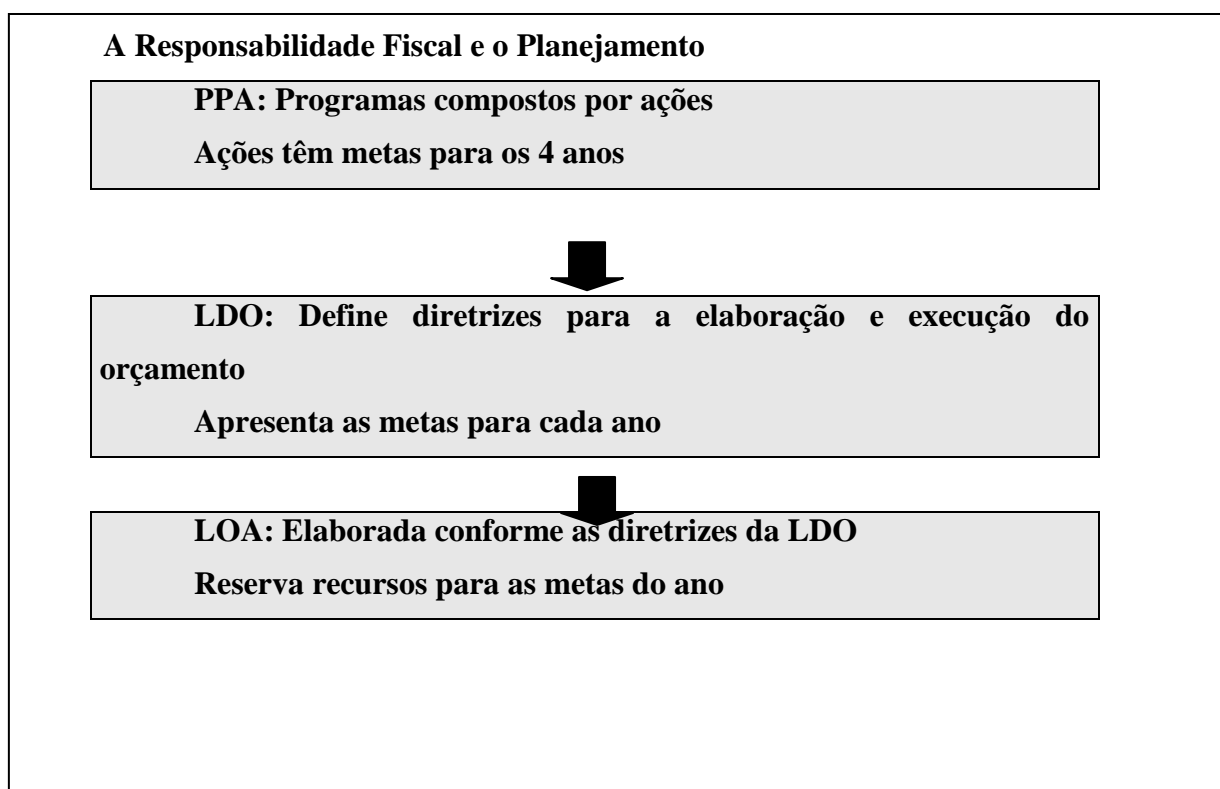 A Responsabilidade Fiscal e o Planejamento
PPA: Programas compostos por ações
Ações têm metas para os 4 anos
LDO: Define diretrizes para a elaboração e execução do
orçamento
Apresenta as metas para cada ano
LOA: Elaborada conforme as diretrizes da LDO
Reserva recursos para as metas do ano